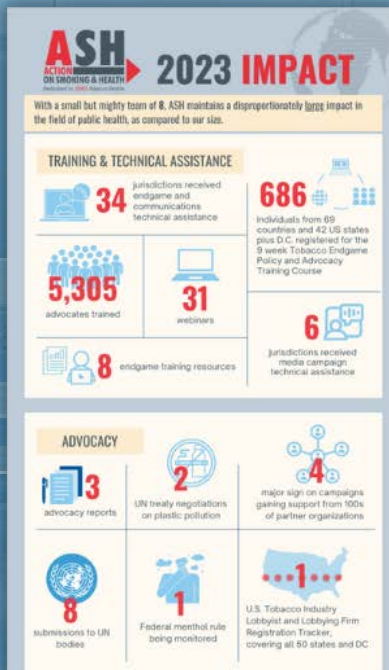 ASH
ACTION
ON SMOKING & HEALTH
2023 IMPACT
With a small but mighty team of 8, ASH maintains a disproportionately large impact in
the field of public health, as compared to our size.
TRAINING & TECHNICAL ASSISTANCE
34
jurisdictions received
endgame and
communications
technical assistance
686
Individuals from 69
countries and 42 US states
plus D.C. registered for the
9 week Tobacco Endgame
Policy and Advocacy
Training Course
5,305
advocates trained
31
webinars
6
jurisdictions received
media campaign
technical assistance
8 endgame training resources
ADVOCACY
3
advocacy reports
2
UN treaty negotiations
on plastic pollution
4
major sign on campaigns
gaining support from 100s
of partner organizations
8
submissions to UN
bodies
1
Federal menthol rule
being monitored
1
U.S. Tobacco Industry
Lobbyist and Lobbying Firm
Registration Tracker,
covering all 50 states and DC